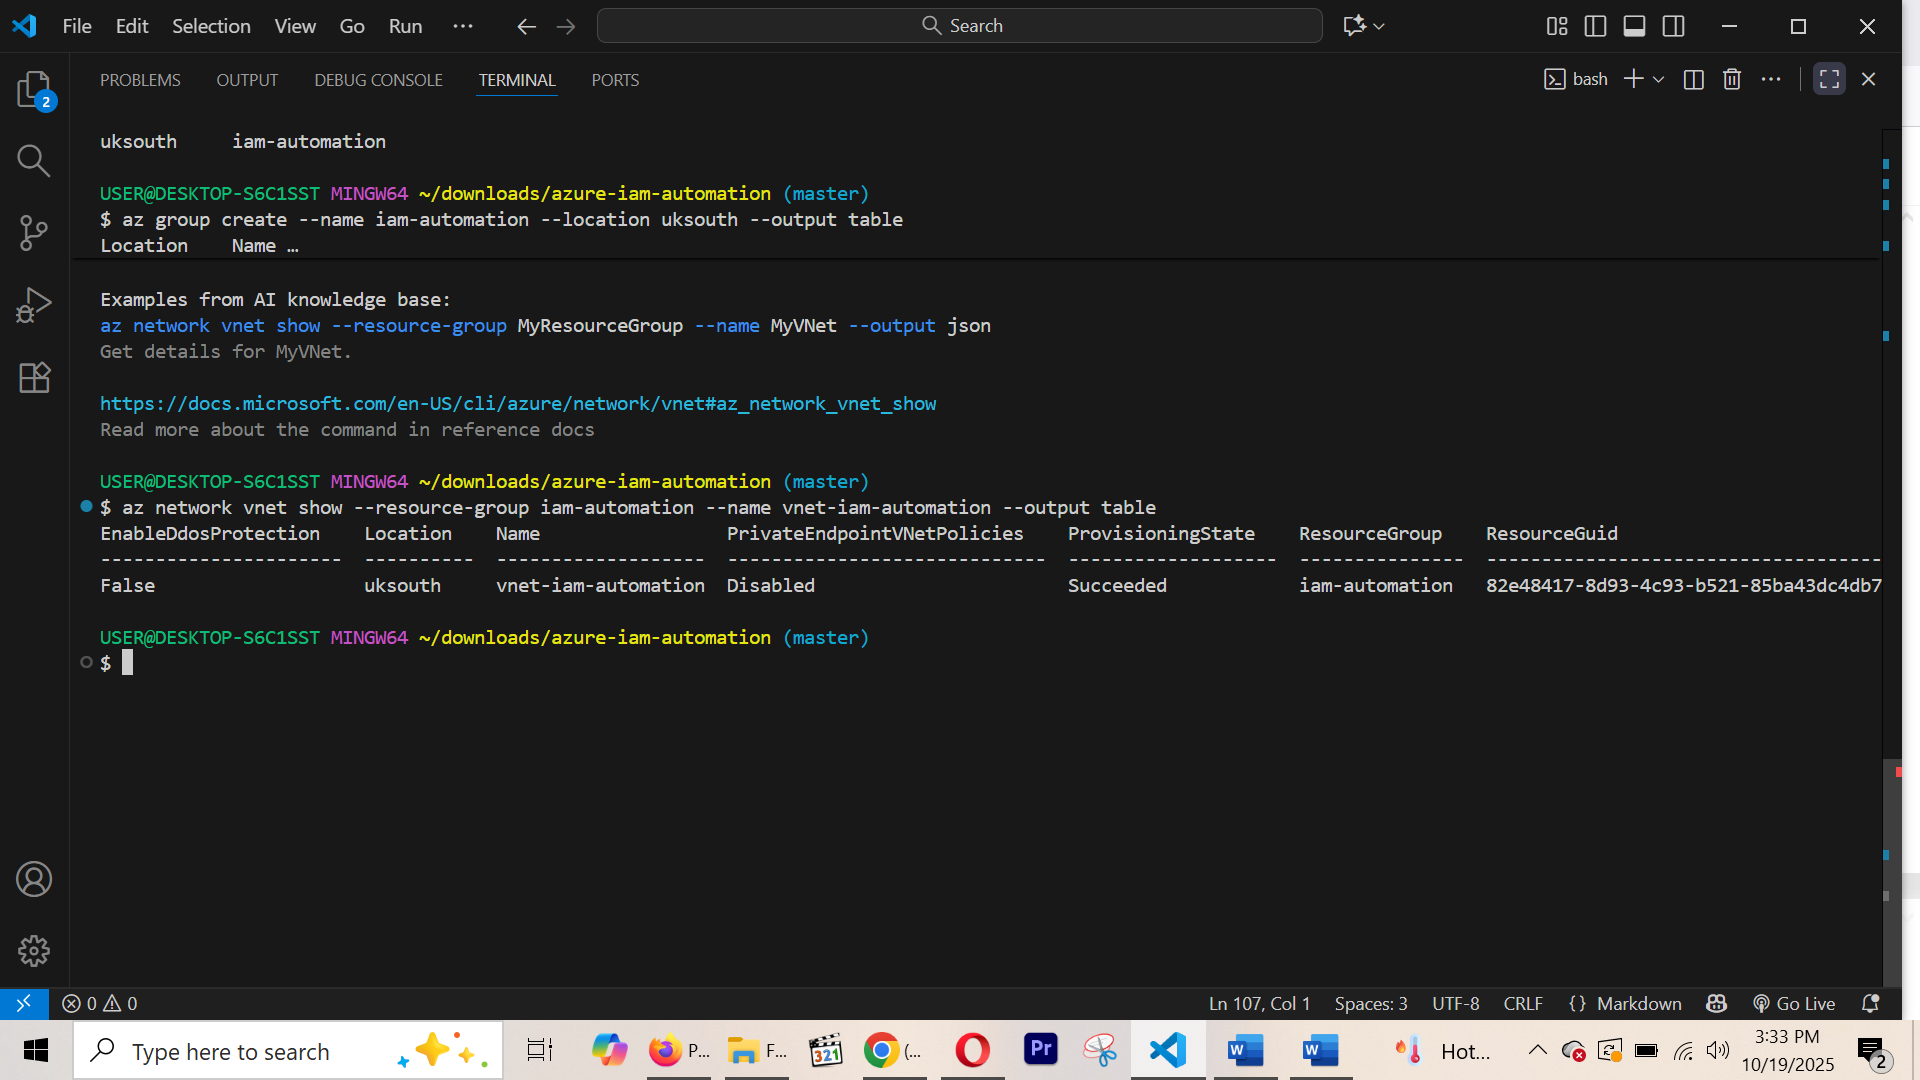 File Edit Selection View Go Run ··· Search
2
PROBLEMS OUTPUT DEBUG CONSOLE TERMINAL PORTS bash
uksouth iam-automation
USER@DESKTOP-S6C1SST MINGW64 ~/downloads/azure-iam-automation (master)
$ az group create --name iam-automation --location uksouth --output table
Location Name …
Examples from AI knowledge base:
az network vnet show --resource-group MyResourceGroup --name MyVNet --output json
Get details for MyVNet.
https://docs.microsoft.com/en-US/cli/azure/network/vnet#az_network_vnet_show
Read more about the command in reference docs
USER@DESKTOP-S6C1SST MINGW64 ~/downloads/azure-iam-automation (master)
$ az network vnet show --resource-group iam-automation --name vnet-iam-automation --output table
EnableDdosProtection Location Name PrivateEndpointVNetPolicies ProvisioningState ResourceGroup ResourceGuid
---------------------- ---------- ------------------- ----------------------------- ------------------- --------------- ------------------------------------
False uksouth vnet-iam-automation Disabled Succeeded iam-automation 82e48417-8d93-4c93-b521-85ba43dc4db7
USER@DESKTOP-S6C1SST MINGW64 ~/downloads/azure-iam-automation (master)
$
0 0 Ln 107, Col 1 Spaces: 3 UTF-8 CRLF {} Markdown Go Live
Type here to search P... F... 321 (... Pr W W Hot... 3:33 PM
10/19/2025 2